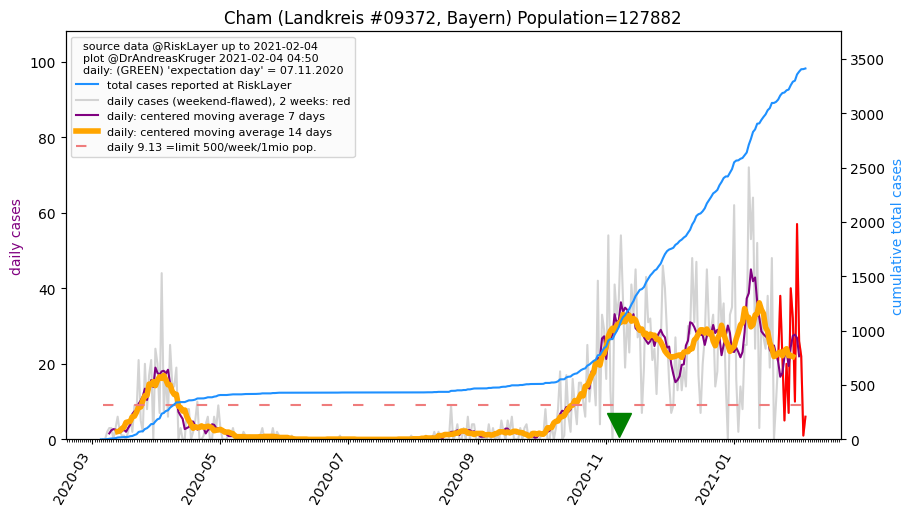 Cham (Landkreis #09372, Bayern) Population=127882
source data @RiskLayer up to 2021-02-04
plot @DrAndreasKruger 2021-02-04 04:50
daily: (GREEN) 'expectation day' = 07.11.2020
total cases reported at RiskLayer
daily cases (weekend-flawed), 2 weeks: red
daily: centered moving average 7 days
daily: centered moving average 14 days
daily 9.13 =limit 500/week/1mio pop.
daily cases
100
80
60
40
20
0
cumulative total cases
3500
3000
2500
2000
1500
1000
500
0
2020-03
2020-05
2020-07
2020-09
2020-11
2021-01